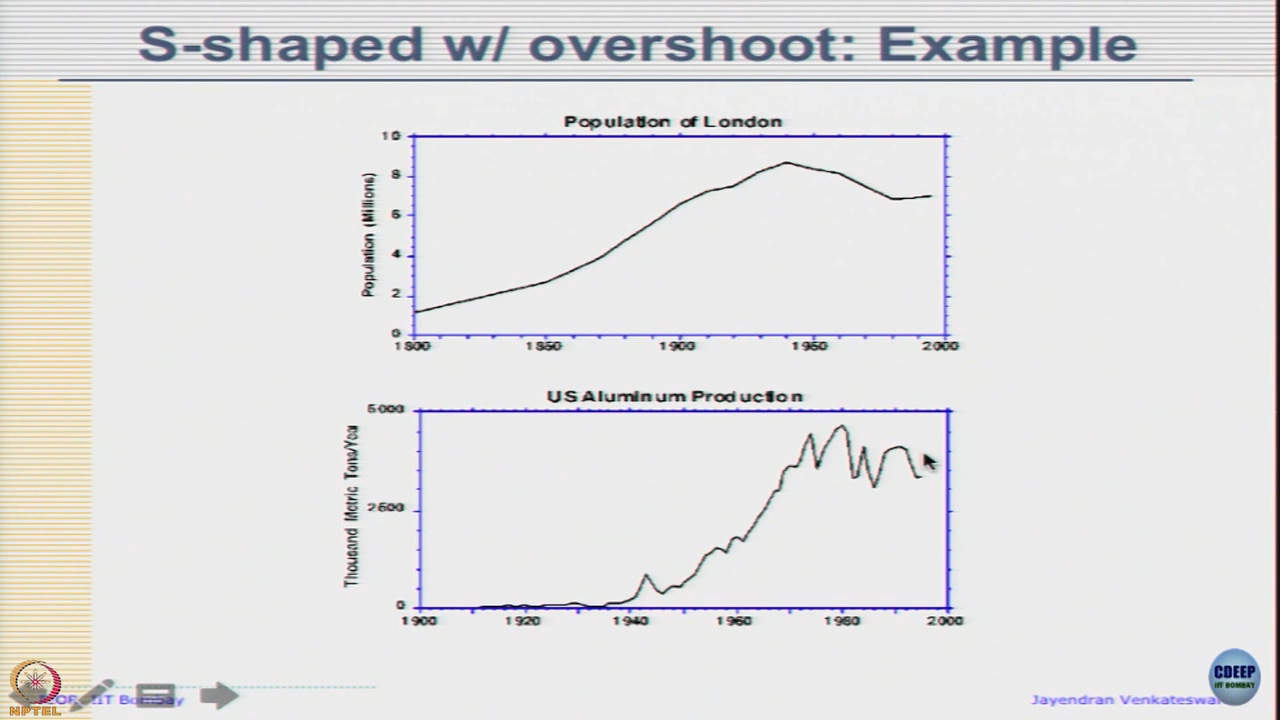 S-shaped w/ overshoot: Example
Population of London
Population (Millions)
10
8
6
4
2
0
1800 1850 1900 1950 2000
US Aluminum Production
Thousand Metric Tons/Year
5000
2500
0
1900 1920 1940 1960 1980 2000
NPTEL
IIT Bombay
Jayendran
CDEEP
IIT BOMBAY